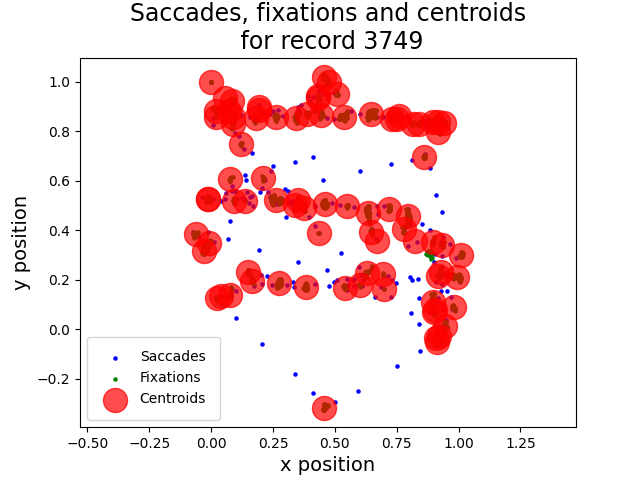 Saccades, fixations and centroids
for record 3749
y position
1.0
0.8
0.6
0.4
0.2
0.0
−0.2
Saccades
Fixations
Centroids
−0.50
−0.25
0.00
0.25
0.50
0.75
1.00
1.25
x position